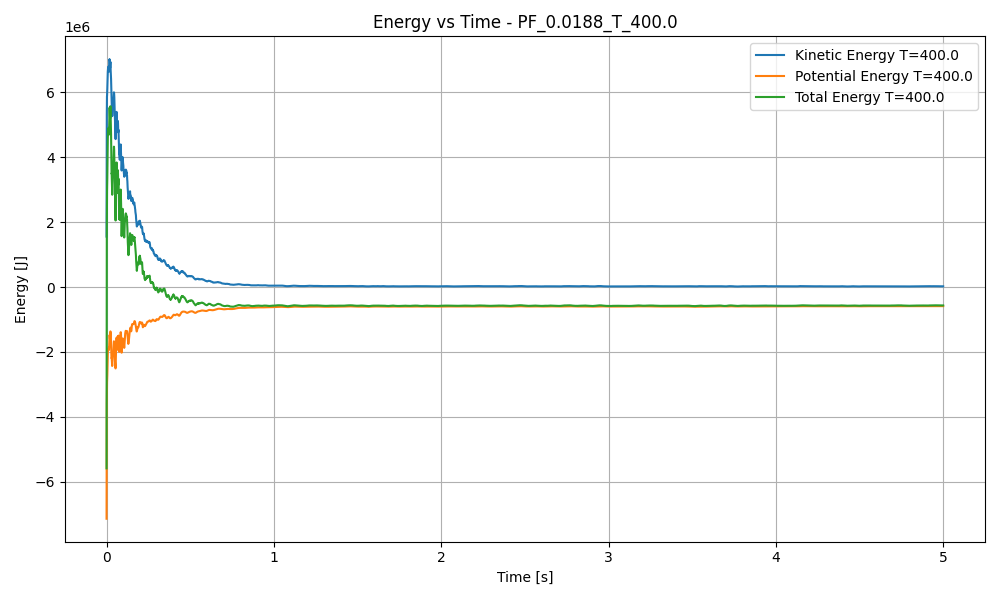 Energy vs Time - PF_0.0188_T_400.0
1e6
Kinetic Energy T=400.0
Potential Energy T=400.0
Total Energy T=400.0
6
4
2
0
−2
−4
−6
Energy [J]
0 1 2 3 4 5
Time [s]